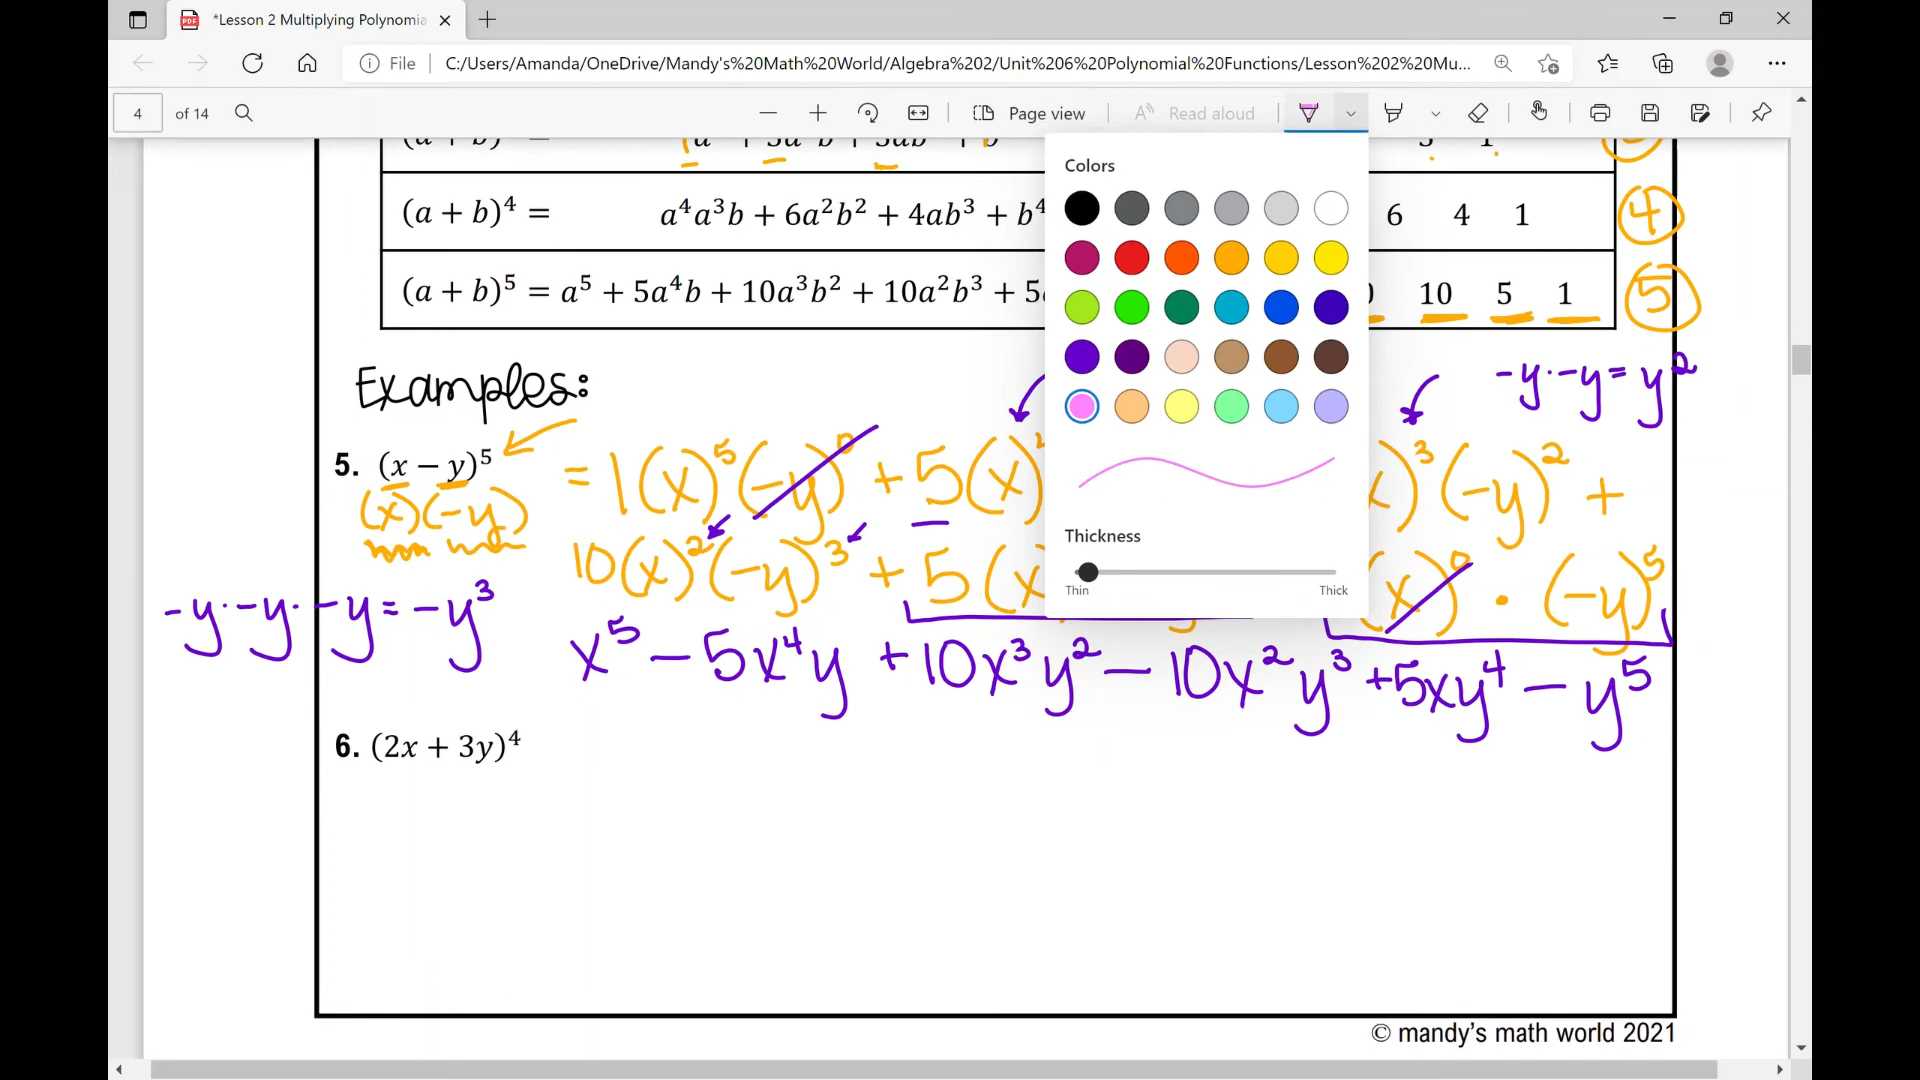 *Lesson 2 Multiplying Polynomia
File C:/Users/Amanda/OneDrive/Mandy's%20Math%20World/Algebra%202/Unit%206%20Polynomial%20Functions/Lesson%202%20Mu...
4 of 14 Page view Read aloud
Colors
(a + b)⁴ = a⁴a³b + 6a²b² + 4ab³ + b⁴ 6 4 1 4
(a + b)⁵ = a⁵ + 5a⁴b + 10a³b² + 10a²b³ + 5 10 5 1 5
Examples:
-y·-y = y²
5. (x − y)⁵ = 1(x)⁵(-y)⁰ + 5(x) )³(-y)² +
(x)(-y)
10(x)²(-y)³ + 5(x (x)⁰ · (-y)⁵
Thickness
Thin Thick
-y·-y·-y = -y³
x⁵ − 5x⁴y + 10x³y² − 10x²y³ + 5xy⁴ − y⁵
6. (2x + 3y)⁴
© mandy's math world 2021